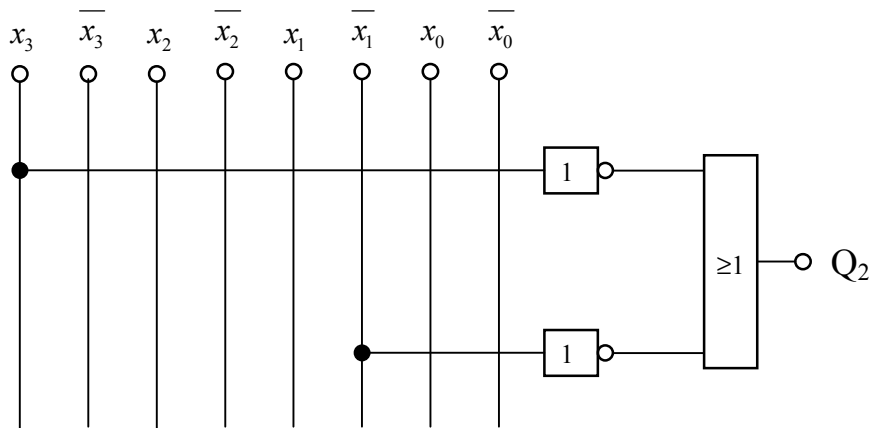 x₃ x̅₃ x₂ x̅₂ x₁ x̅₁ x₀ x̅₀
1
≥1 Q₂
1